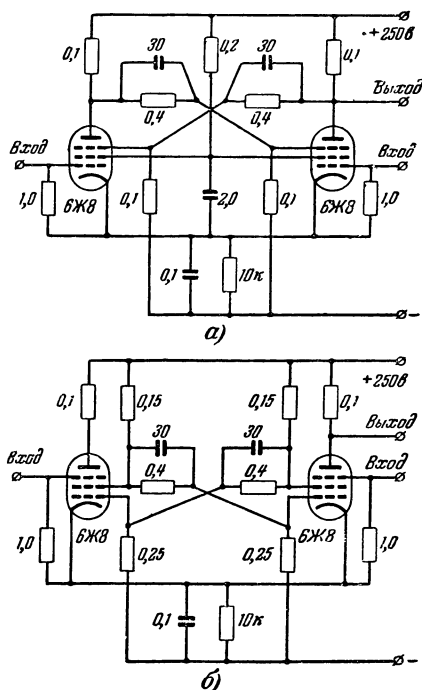 +250в
0,1 30 0,2 30 0,1
Выход
0,4 0,4
Вход Вход
1,0 6Ж8 0,1 2,0 0,1 6Ж8 1,0
0,1 10к
−
а)
+250в
0,1 0,15 0,15 0,1
Выход
30 30
Вход 0,4 0,4 Вход
1,0 6Ж8 0,25 0,25 6Ж8 1,0
0,1 10к
−
б)